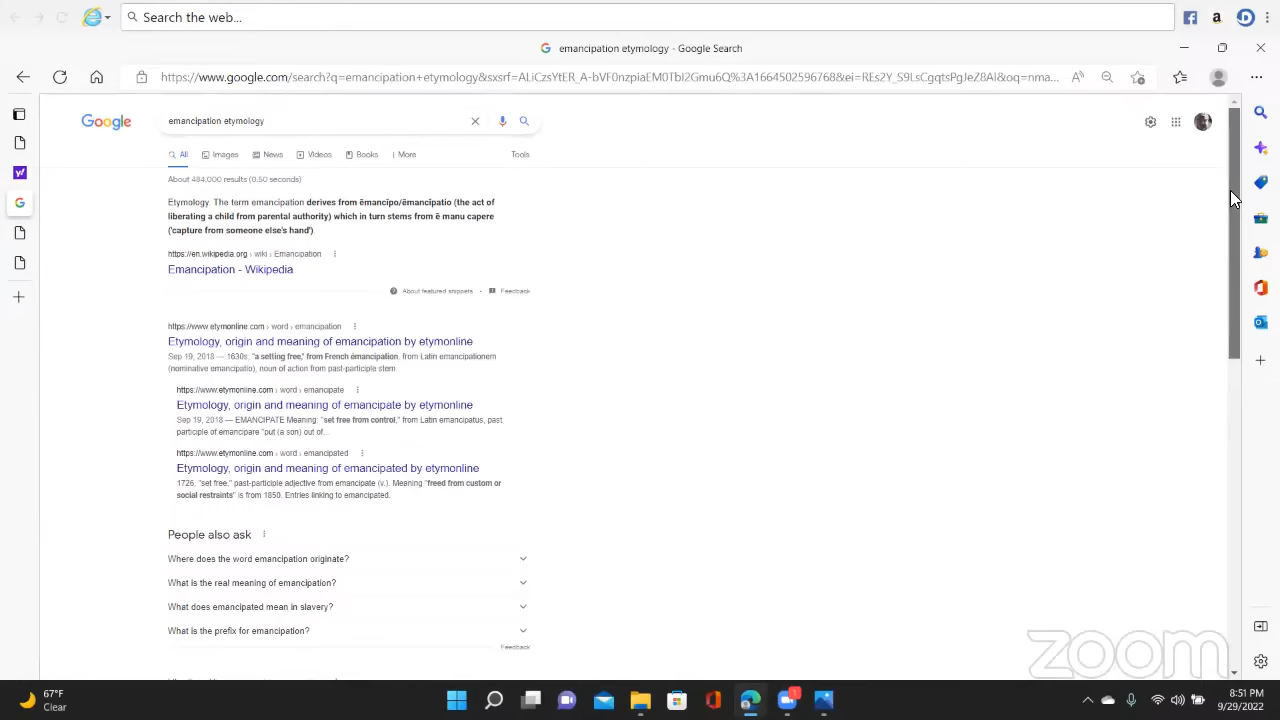 Search the web...
emancipation etymology - Google Search
https://www.google.com/search?q=emancipation+etymology&sxsrf=ALiCzsYtER_A-bVF0nzpiaEM0TbI2Gmu6Q%3A1664502596768&ei=REs2Y_S9LsCgqtsPgJeZ8AI&oq=nma...
Google
emancipation etymology
All Images News Videos Books More Tools
About 484,000 results (0.50 seconds)
Etymology. The term emancipation derives from ēmancĭpo/ēmancipatio (the act of
liberating a child from parental authority) which in turn stems from ē manu capere
('capture from someone else's hand')
https://en.wikipedia.org › wiki › Emancipation
Emancipation - Wikipedia
About featured snippets • Feedback
https://www.etymonline.com › word › emancipation
Etymology, origin and meaning of emancipation by etymonline
Sep 19, 2018 — 1630s, "a setting free," from French émancipation, from Latin emancipationem
(nominative emancipatio), noun of action from past-participle stem
https://www.etymonline.com › word › emancipate
Etymology, origin and meaning of emancipate by etymonline
Sep 19, 2018 — EMANCIPATE Meaning: "set free from control," from Latin emancipatus, past
participle of emancipare "put (a son) out of...
https://www.etymonline.com › word › emancipated
Etymology, origin and meaning of emancipated by etymonline
1726, "set free," past-participle adjective from emancipate (v.). Meaning "freed from custom or
social restraints" is from 1850. Entries linking to emancipated.
People also ask
Where does the word emancipation originate?
What is the real meaning of emancipation?
What does emancipated mean in slavery?
What is the prefix for emancipation?
Feedback
zoom
67°F
Clear
1
8:51 PM
9/29/2022